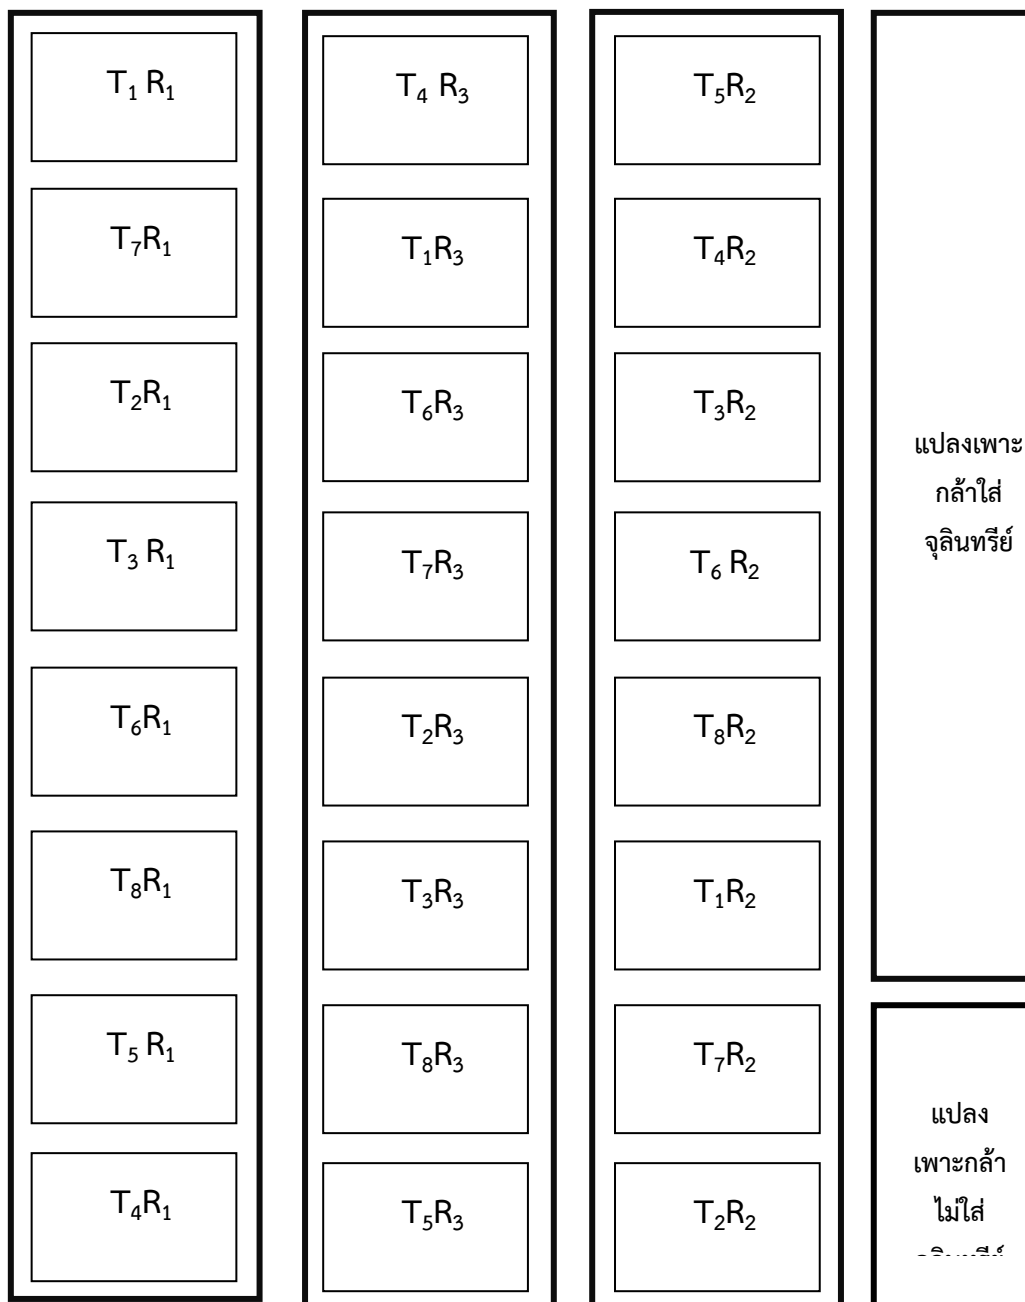 T₁ R₁
T₇R₁
T₂R₁
T₃ R₁
T₆R₁
T₈R₁
T₅ R₁
T₄R₁
T₄ R₃
T₁R₃
T₆R₃
T₇R₃
T₂R₃
T₃R₃
T₈R₃
T₅R₃
T₅R₂
T₄R₂
T₃R₂
T₆ R₂
T₈R₂
T₁R₂
T₇R₂
T₂R₂
แปลงเพาะ
กล้าใส่
จุลินทรีย์
แปลง
เพาะกล้า
ไม่ใส่